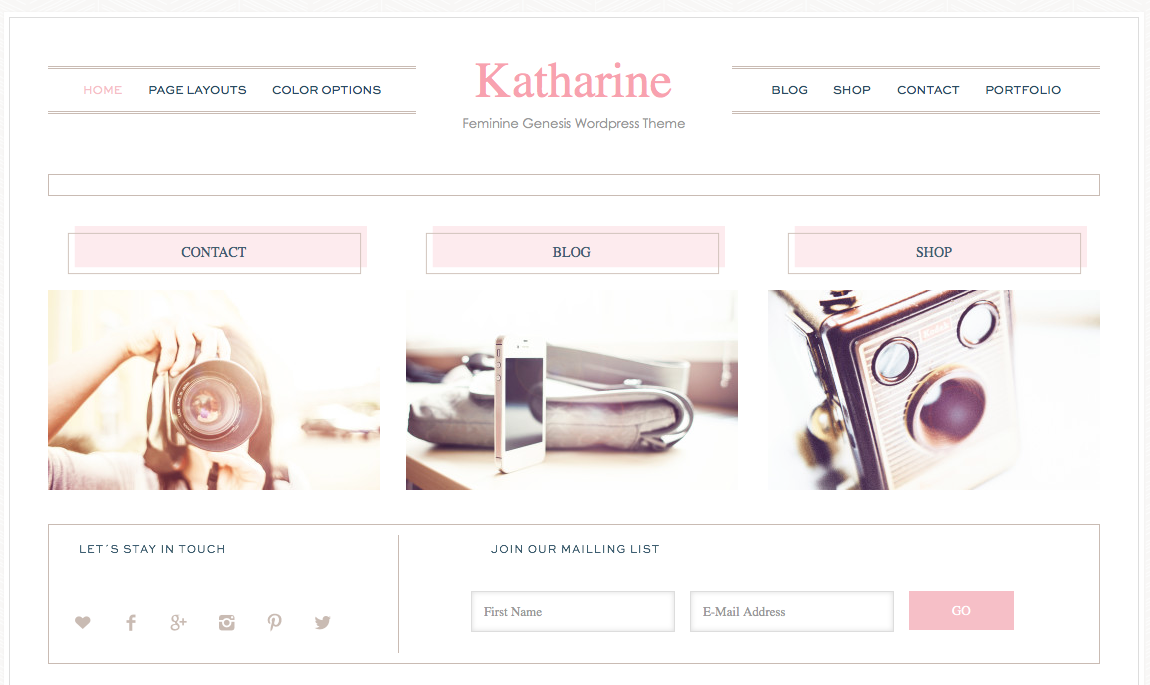 HOME PAGE LAYOUTS COLOR OPTIONS
Katharine
Feminine Genesis Wordpress Theme
BLOG SHOP CONTACT PORTFOLIO
CONTACT
BLOG
SHOP
Kodak
LET´S STAY IN TOUCH
JOIN OUR MAILLING LIST
First Name
E-Mail Address
GO